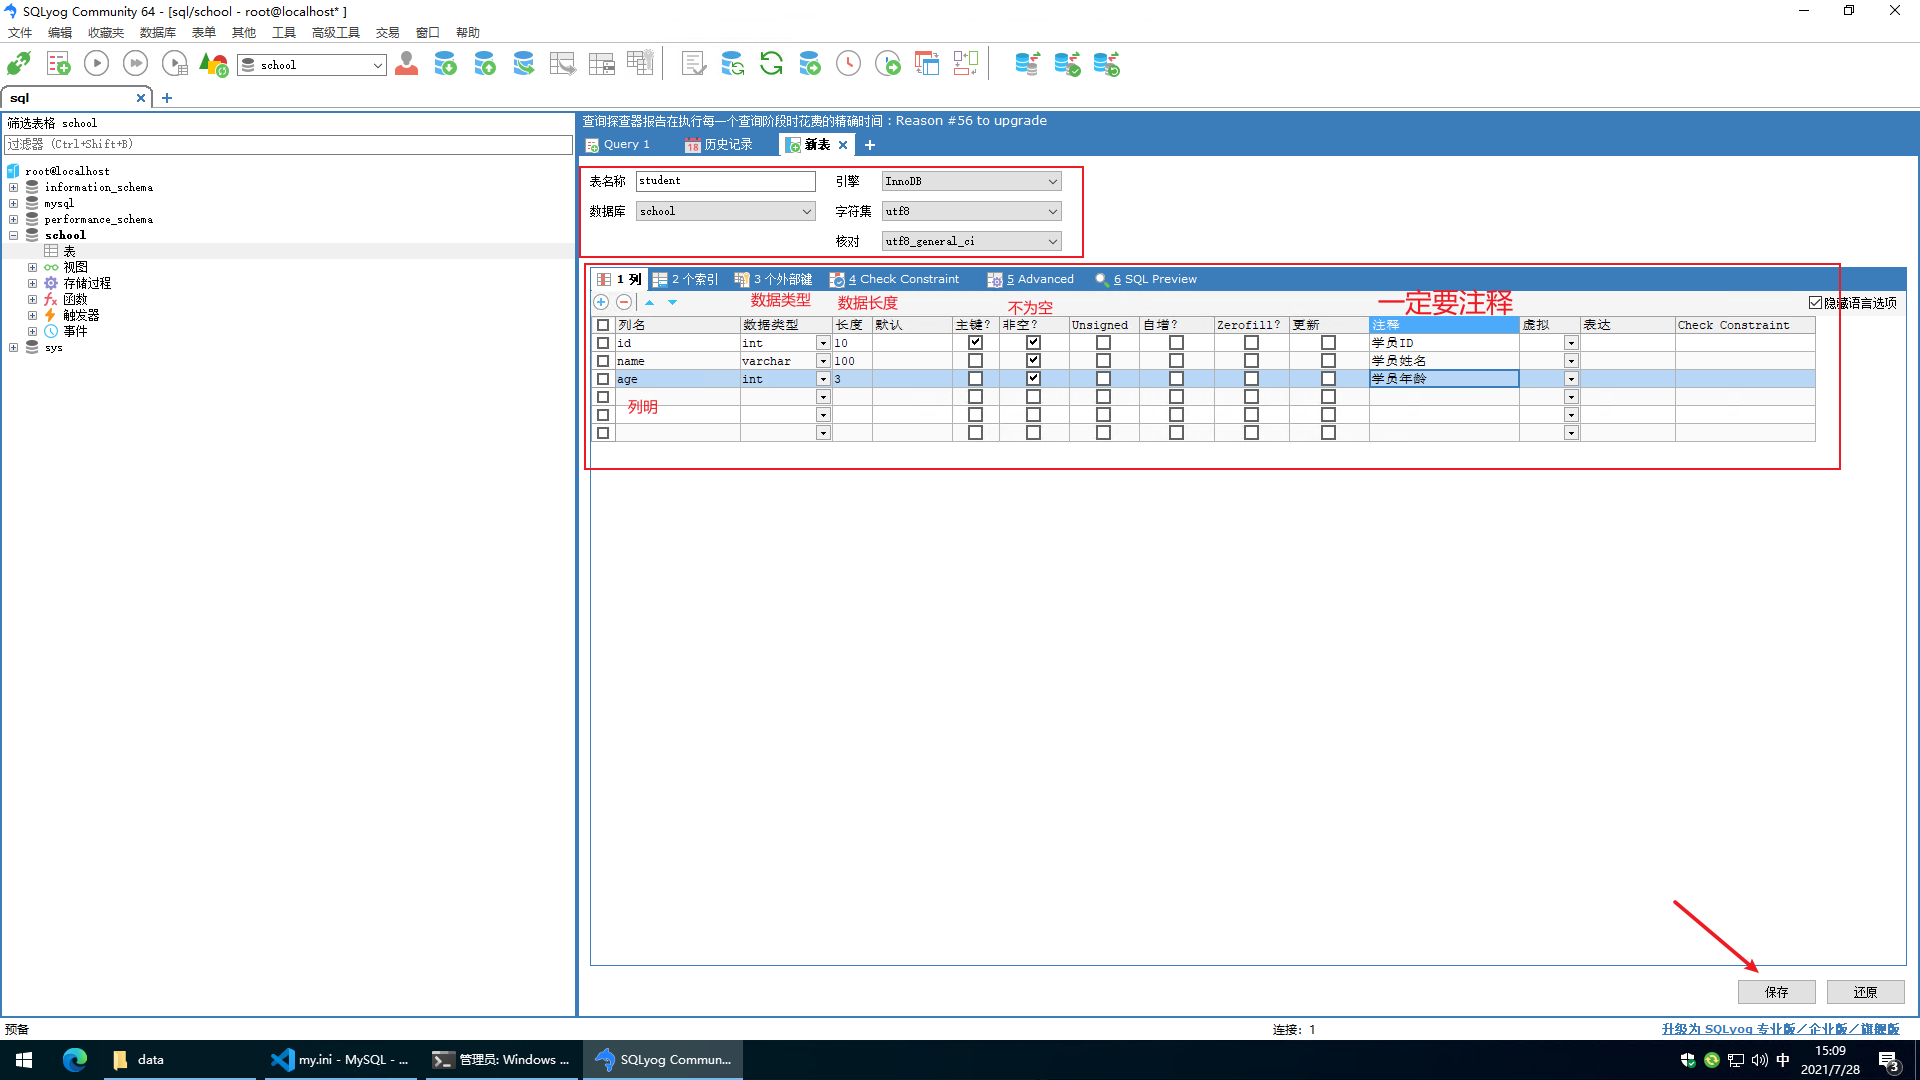 SQLyog Community 64 - [sql/school - root@localhost* ]
文件 编辑 收藏夹 数据库 表单 其他 工具 高级工具 交易 窗口 帮助
school
sql
筛选表格 school
过滤器 (Ctrl+Shift+B)
root@localhost
information_schema
mysql
performance_schema
school
表
视图
存储过程
函数
触发器
事件
sys
查询探查器报告在执行每一个查询阶段时花费的精确时间 : Reason #56 to upgrade
Query 1 18 历史记录 新表
表名称 student 引擎 InnoDB
数据库 school 字符集 utf8
核对 utf8_general_ci
1 列 2 个索引 3 个外部键 4 Check Constraint 5 Advanced 6 SQL Preview
数据类型 数据长度 不为空 一定要注释 隐藏语言选项
列名 数据类型 长度 默认 主键? 非空? Unsigned 自增? Zerofill? 更新 注释 虚拟 表达 Check Constraint
id int 10 学员ID
name varchar 100 学员姓名
age int 3 学员年龄
列明
保存 还原
预备 连接: 1 升级为 SQLyog 专业版/企业版/旗舰版
data my.ini - MySQL - ... 管理员: Windows ... SQLyog Commun... 中 15:09
2021/7/28 3